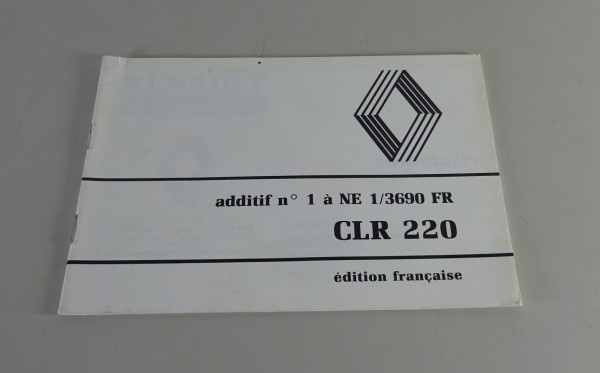 additif n° 1 à NE 1/3690 FR
CLR 220
édition française